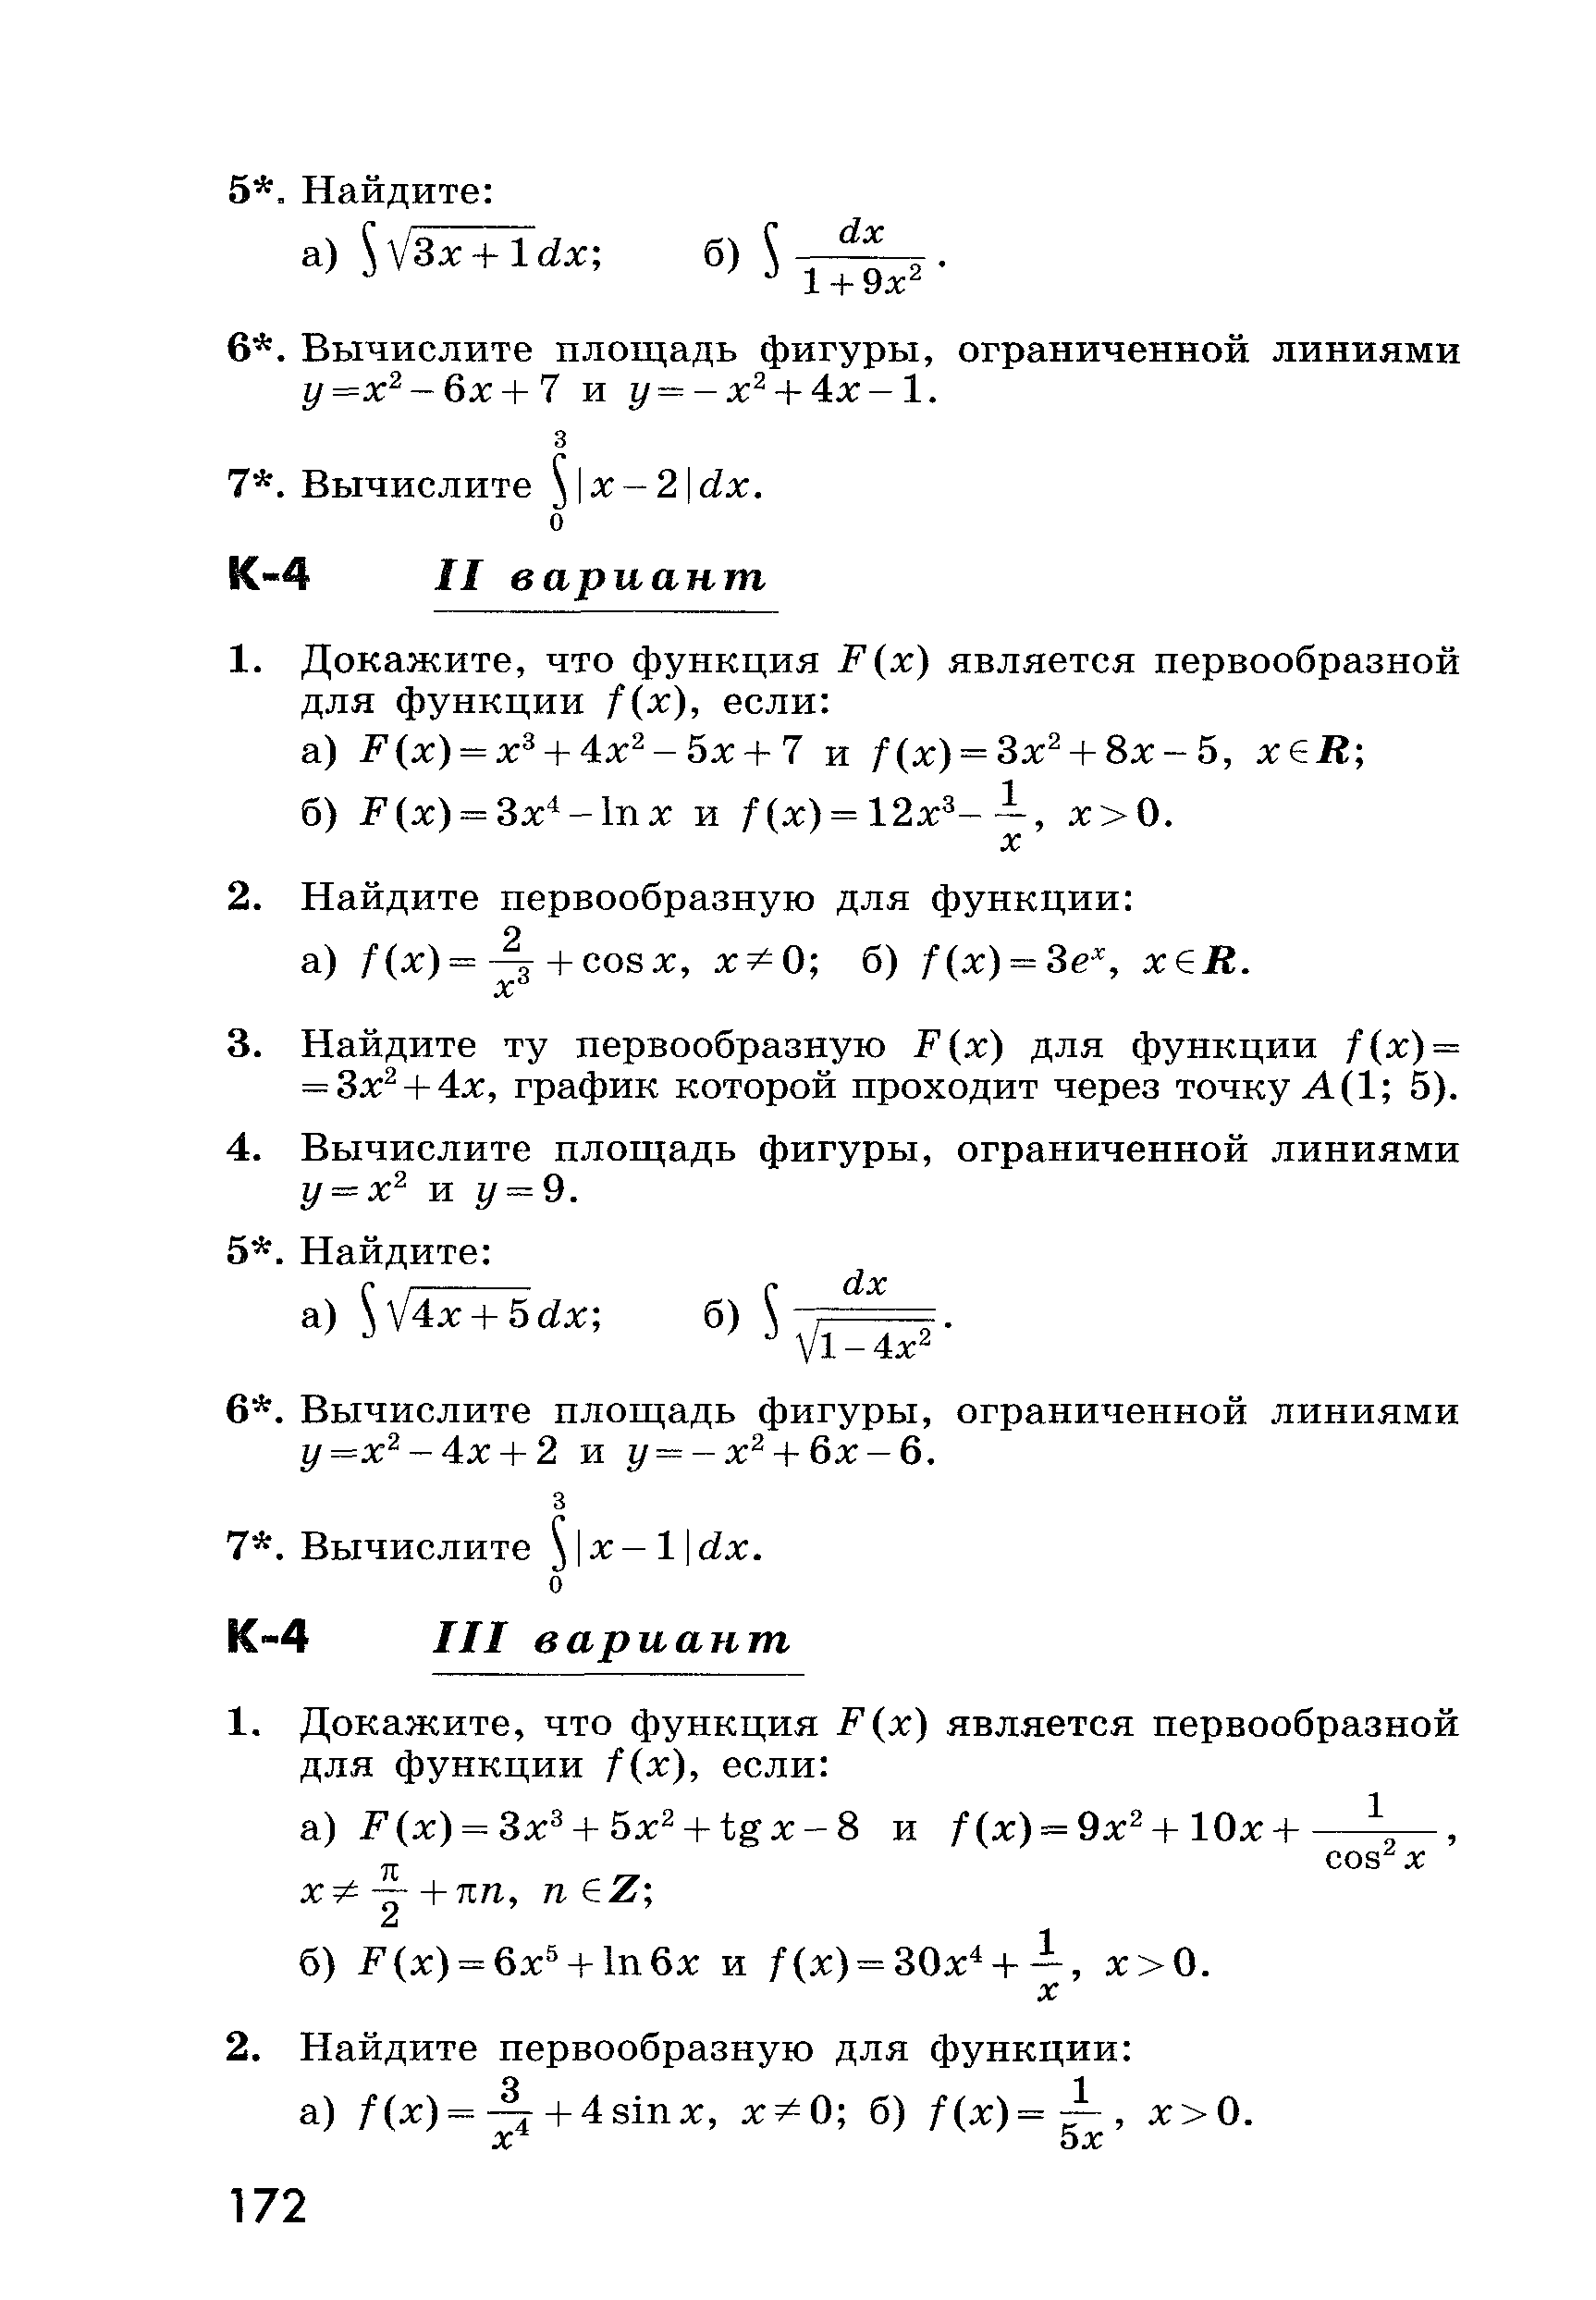 5*. Найдите:
а) ∫√(3x + 1) dx;   б) ∫ dx/(1 + 9x²).
6*. Вычислите площадь фигуры, ограниченной линиями
y = x² – 6x + 7 и y = – x² + 4x – 1.
7*. Вычислите ∫₀³ |x – 2| dx.
К-4   II вариант
1. Докажите, что функция F(x) является первообразной
для функции f(x), если:
а) F(x) = x³ + 4x² – 5x + 7 и f(x) = 3x² + 8x – 5, x ∈ R;
б) F(x) = 3x⁴ – ln x и f(x) = 12x³ – 1/x, x > 0.
2. Найдите первообразную для функции:
а) f(x) = 2/x³ + cos x, x ≠ 0; б) f(x) = 3eˣ, x ∈ R.
3. Найдите ту первообразную F(x) для функции f(x) =
= 3x² + 4x, график которой проходит через точку A(1; 5).
4. Вычислите площадь фигуры, ограниченной линиями
y = x² и y = 9.
5*. Найдите:
а) ∫√(4x + 5) dx;   б) ∫ dx/√(1 – 4x²).
6*. Вычислите площадь фигуры, ограниченной линиями
y = x² – 4x + 2 и y = – x² + 6x – 6.
7*. Вычислите ∫₀³ |x – 1| dx.
К-4   III вариант
1. Докажите, что функция F(x) является первообразной
для функции f(x), если:
а) F(x) = 3x³ + 5x² + tg x – 8 и f(x) = 9x² + 10x + 1/cos² x,
x ≠ π/2 + πn, n ∈ Z;
б) F(x) = 6x⁵ + ln 6x и f(x) = 30x⁴ + 1/x, x > 0.
2. Найдите первообразную для функции:
а) f(x) = 3/x⁴ + 4 sin x, x ≠ 0; б) f(x) = 1/5x, x > 0.
172